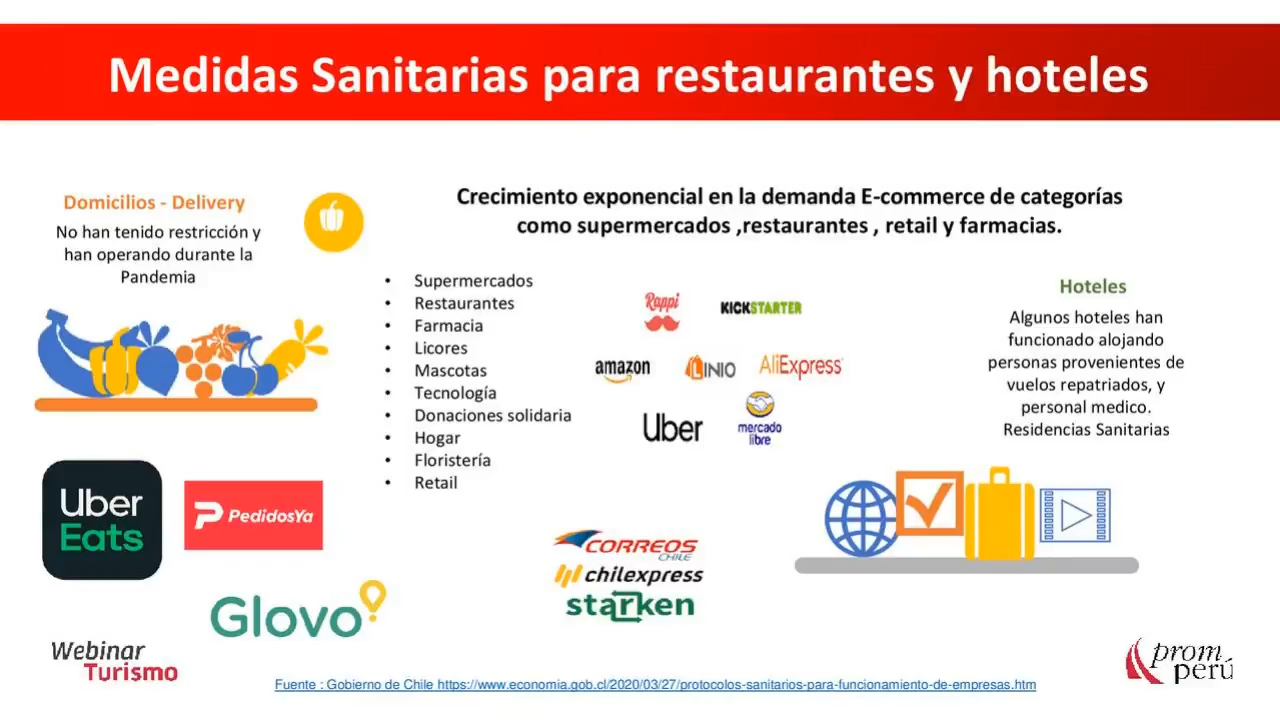 Medidas Sanitarias para restaurantes y hoteles
Domicilios - Delivery
No han tenido restricción y
han operando durante la
Pandemia
Crecimiento exponencial en la demanda E-commerce de categorías
como supermercados ,restaurantes , retail y farmacias.
• Supermercados
• Restaurantes
• Farmacia
• Licores
• Mascotas
• Tecnología
• Donaciones solidaria
• Hogar
• Floristería
• Retail
Rappi
KICKSTARTER
amazon
LINIO
AliExpress
Uber
mercado
libre
Hoteles
Algunos hoteles han
funcionado alojando
personas provenientes de
vuelos repatriados, y
personal medico.
Residencias Sanitarias
Uber
Eats
PedidosYa
Glovo
CORREOS
CHILE
chilexpress
starken
Webinar
Turismo
Fuente : Gobierno de Chile https://www.economia.gob.cl/2020/03/27/protocolos-sanitarios-para-funcionamiento-de-empresas.htm
prom
perú